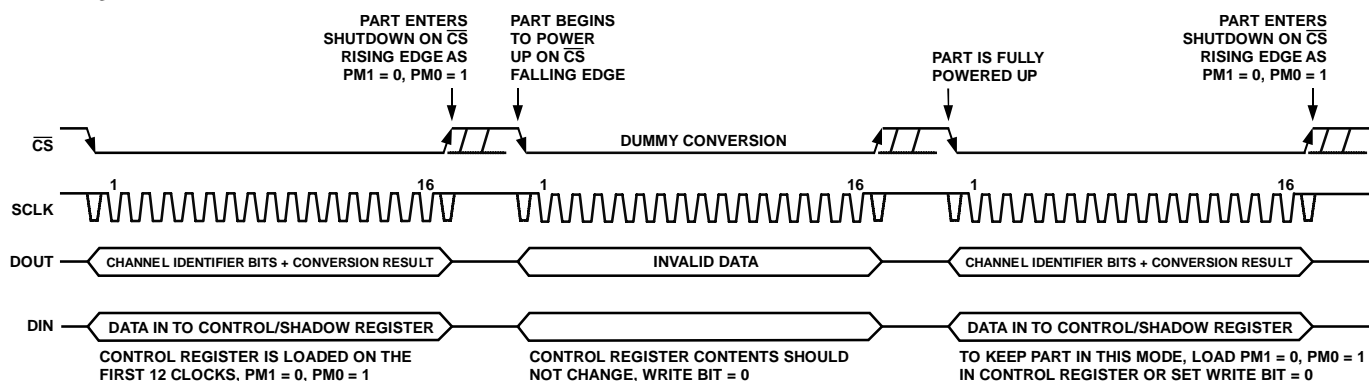 PART ENTERS
SHUTDOWN ON CS
RISING EDGE AS
PM1 = 0, PM0 = 1
PART BEGINS
TO POWER
UP ON CS
FALLING EDGE
PART IS FULLY
POWERED UP
PART ENTERS
SHUTDOWN ON CS
RISING EDGE AS
PM1 = 0, PM0 = 1
CS
DUMMY CONVERSION
SCLK
1
16
1
16
1
16
DOUT
CHANNEL IDENTIFIER BITS + CONVERSION RESULT
INVALID DATA
CHANNEL IDENTIFIER BITS + CONVERSION RESULT
DIN
DATA IN TO CONTROL/SHADOW REGISTER
DATA IN TO CONTROL/SHADOW REGISTER
CONTROL REGISTER IS LOADED ON THE
FIRST 12 CLOCKS, PM1 = 0, PM0 = 1
CONTROL REGISTER CONTENTS SHOULD
NOT CHANGE, WRITE BIT = 0
TO KEEP PART IN THIS MODE, LOAD PM1 = 0, PM0 = 1
IN CONTROL REGISTER OR SET WRITE BIT = 0